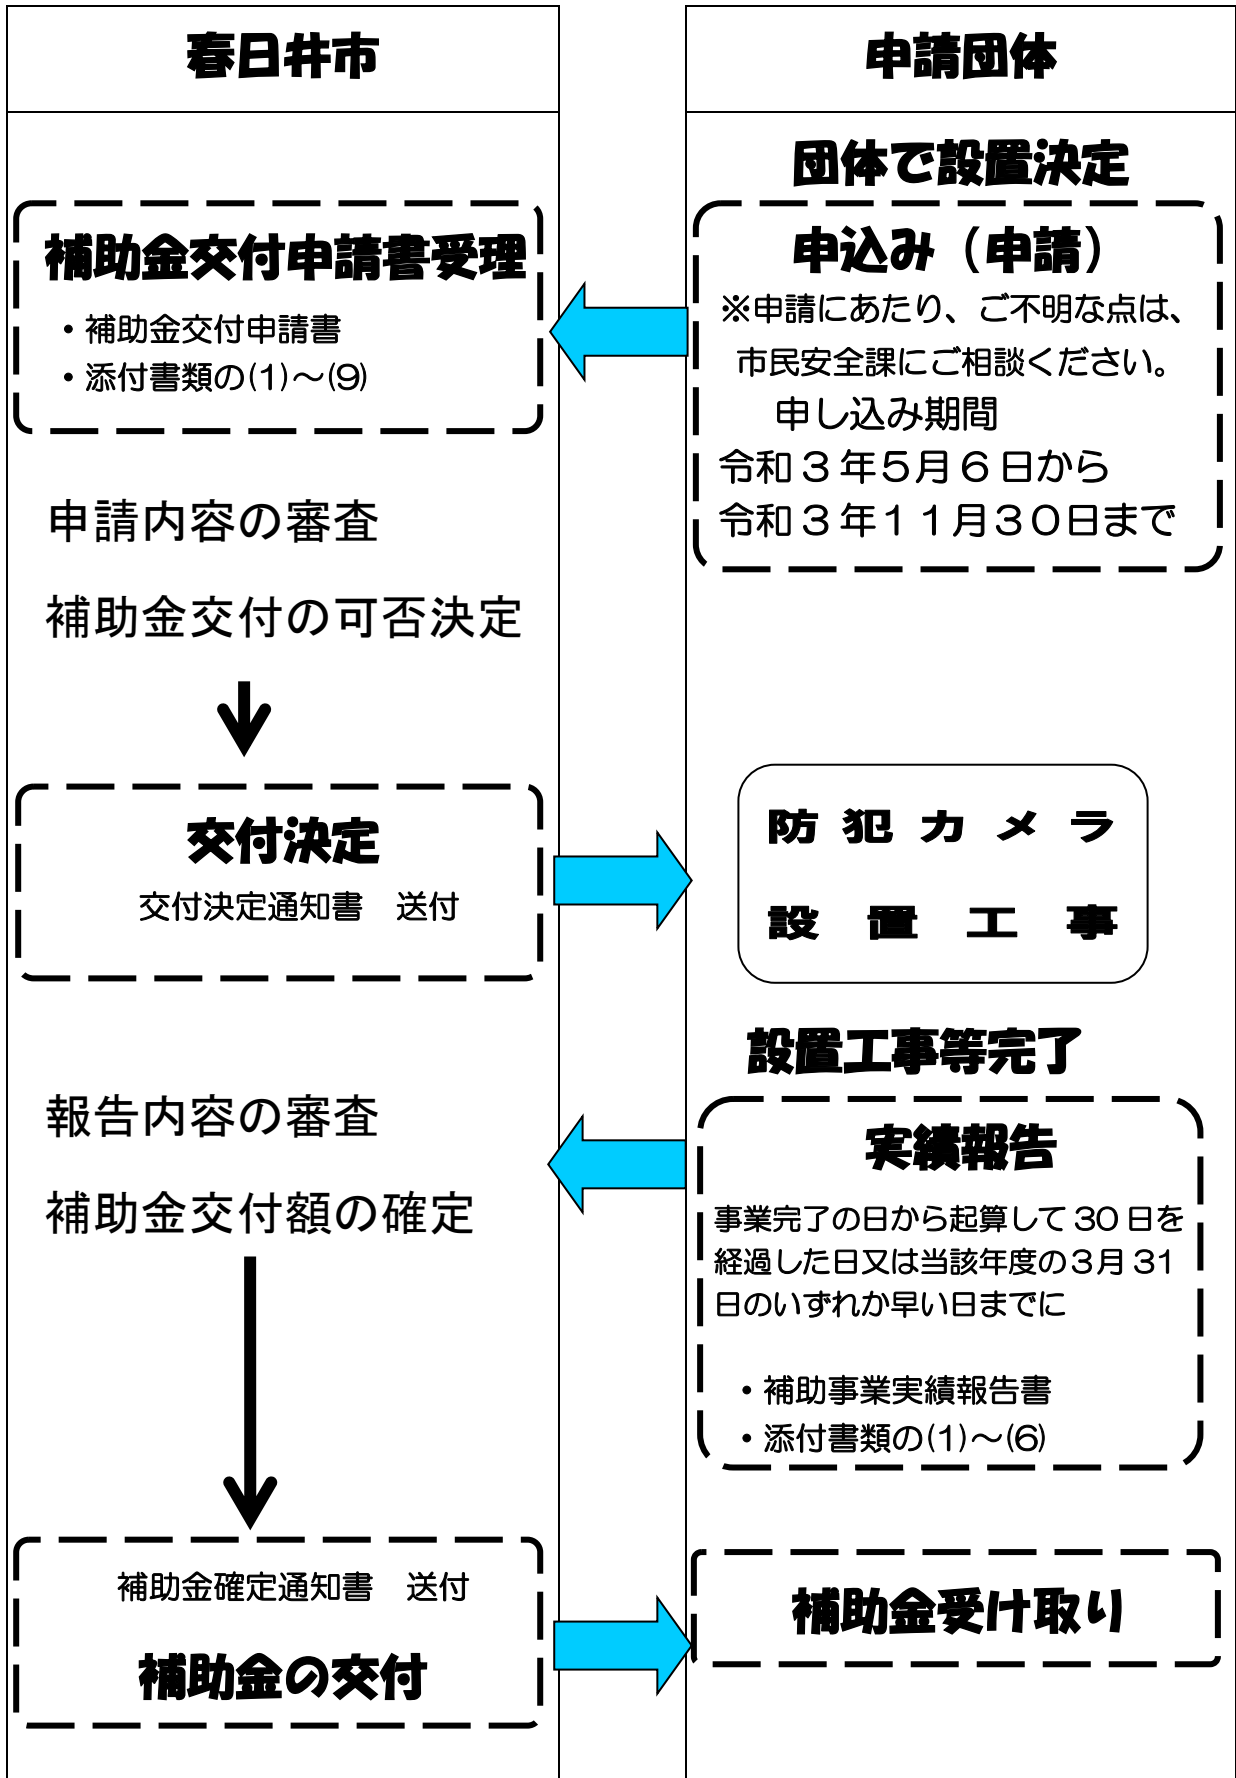 春日井市
補助金交付申請書受理
・補助金交付申請書
・添付書類の(1)～(9)
申請内容の審査
補助金交付の可否決定
交付決定
交付決定通知書　送付
報告内容の審査
補助金交付額の確定
補助金確定通知書　送付
補助金の交付
申請団体
団体で設置決定
申込み（申請）
※申請にあたり、ご不明な点は、
市民安全課にご相談ください。
申し込み期間
令和３年５月６日から
令和３年１１月３０日まで
防犯カメラ
設置工事
設置工事等完了
実績報告
事業完了の日から起算して30日を
経過した日又は当該年度の3月31
日のいずれか早い日までに
・補助事業実績報告書
・添付書類の(1)～(6)
補助金受け取り